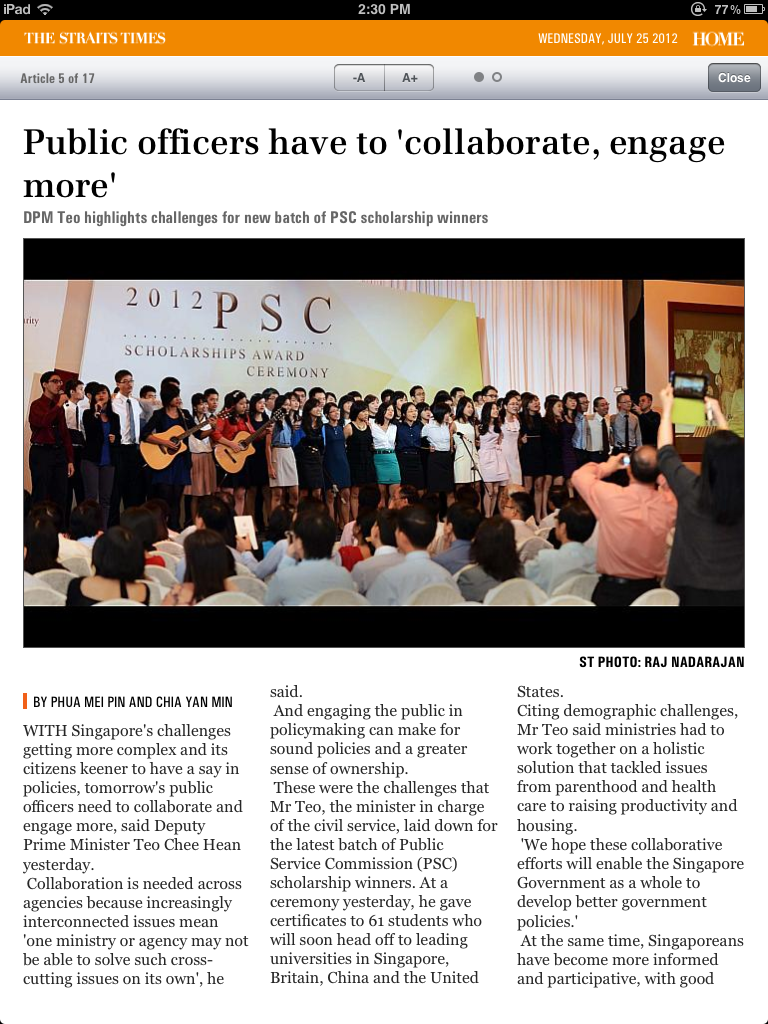 iPad
2:30 PM
77%
THE STRAITS TIMES
WEDNESDAY, JULY 25 2012
HOME
Article 5 of 17
-A
A+
Close
Public officers have to 'collaborate, engage
more'
DPM Teo highlights challenges for new batch of PSC scholarship winners
2012 PSC
SCHOLARSHIPS AWARD
CEREMONY
ST PHOTO: RAJ NADARAJAN
BY PHUA MEI PIN AND CHIA YAN MIN
WITH Singapore's challenges
getting more complex and its
citizens keener to have a say in
policies, tomorrow's public
officers need to collaborate and
engage more, said Deputy
Prime Minister Teo Chee Hean
yesterday.
Collaboration is needed across
agencies because increasingly
interconnected issues mean
'one ministry or agency may not
be able to solve such cross-
cutting issues on its own', he
said.
And engaging the public in
policymaking can make for
sound policies and a greater
sense of ownership.
These were the challenges that
Mr Teo, the minister in charge
of the civil service, laid down for
the latest batch of Public
Service Commission (PSC)
scholarship winners. At a
ceremony yesterday, he gave
certificates to 61 students who
will soon head off to leading
universities in Singapore,
Britain, China and the United
States.
Citing demographic challenges,
Mr Teo said ministries had to
work together on a holistic
solution that tackled issues
from parenthood and health
care to raising productivity and
housing.
'We hope these collaborative
efforts will enable the Singapore
Government as a whole to
develop better government
policies.'
At the same time, Singaporeans
have become more informed
and participative, with good